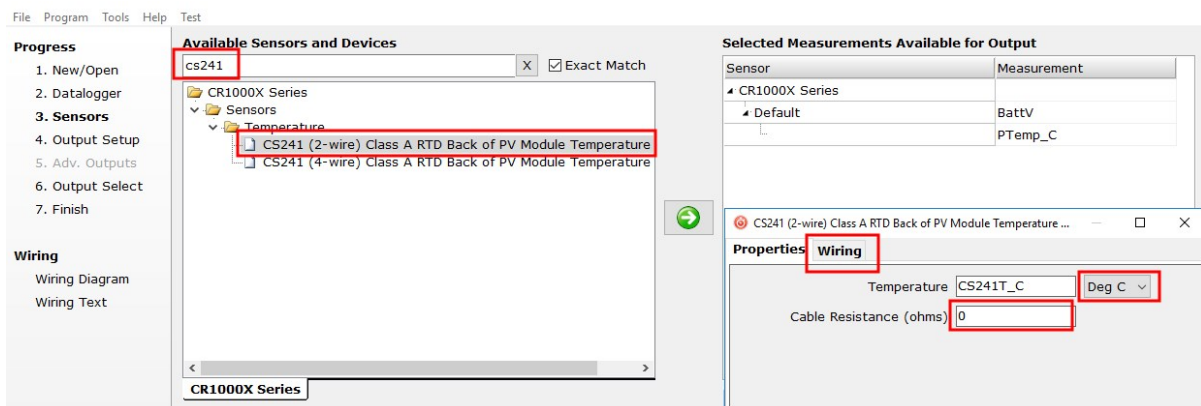 File Program Tools Help Test
Progress
1. New/Open
2. Datalogger
3. Sensors
4. Output Setup
5. Adv. Outputs
6. Output Select
7. Finish
Wiring
Wiring Diagram
Wiring Text
Available Sensors and Devices
cs241 X Exact Match
CR1000X Series
Sensors
Temperature
CS241 (2-wire) Class A RTD Back of PV Module Temperature
CS241 (4-wire) Class A RTD Back of PV Module Temperature
CR1000X Series
Selected Measurements Available for Output
Sensor Measurement
CR1000X Series
Default BattV
PTemp_C
CS241 (2-wire) Class A RTD Back of PV Module Temperature ...
Properties Wiring
Temperature CS241T_C Deg C
Cable Resistance (ohms) 0